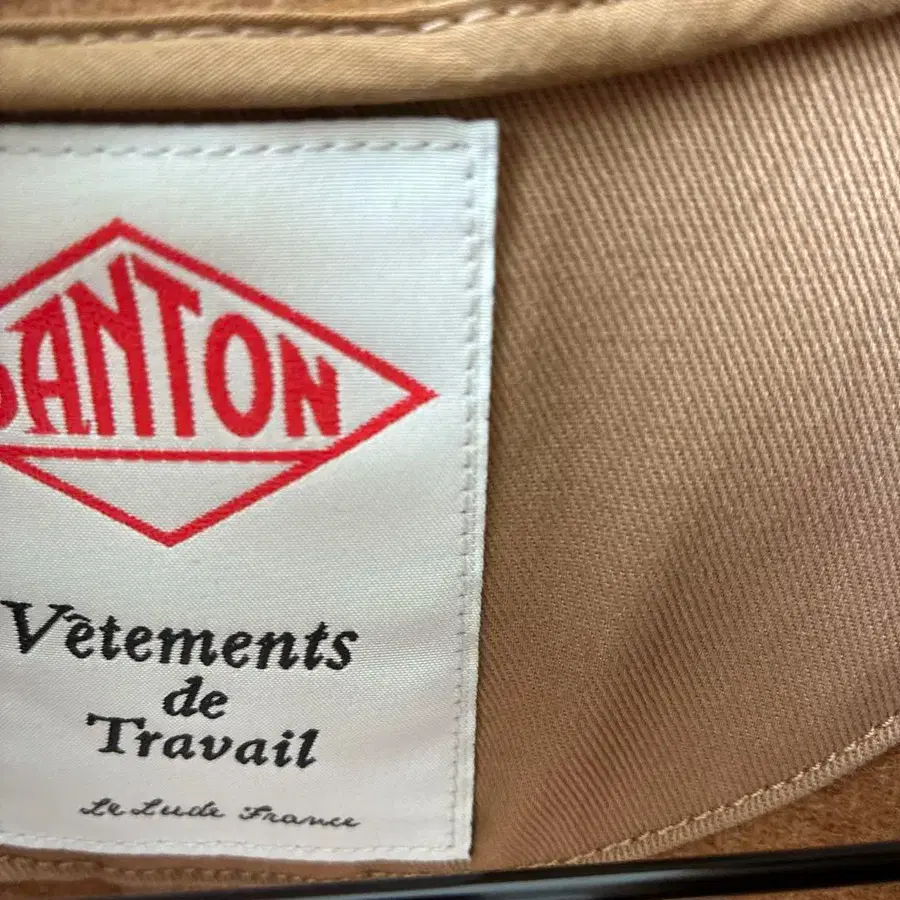 DANTON
Vêtements
de
Travail
Le Lude France